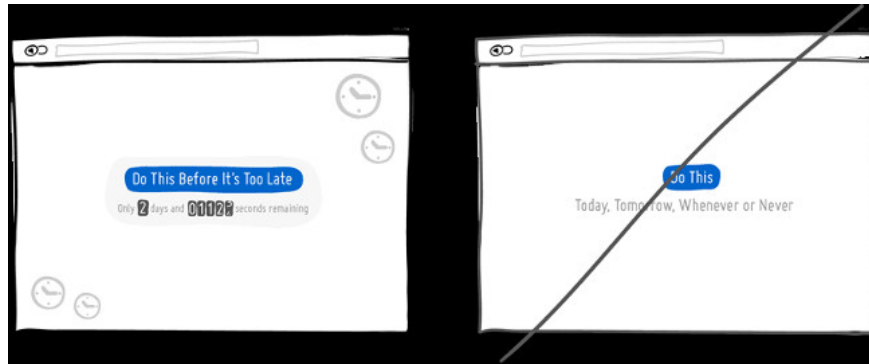 Do This Before It's Too Late
Only 2 days and 0112 seconds remaining
Do This
Today, Tomorrow, Whenever or Never